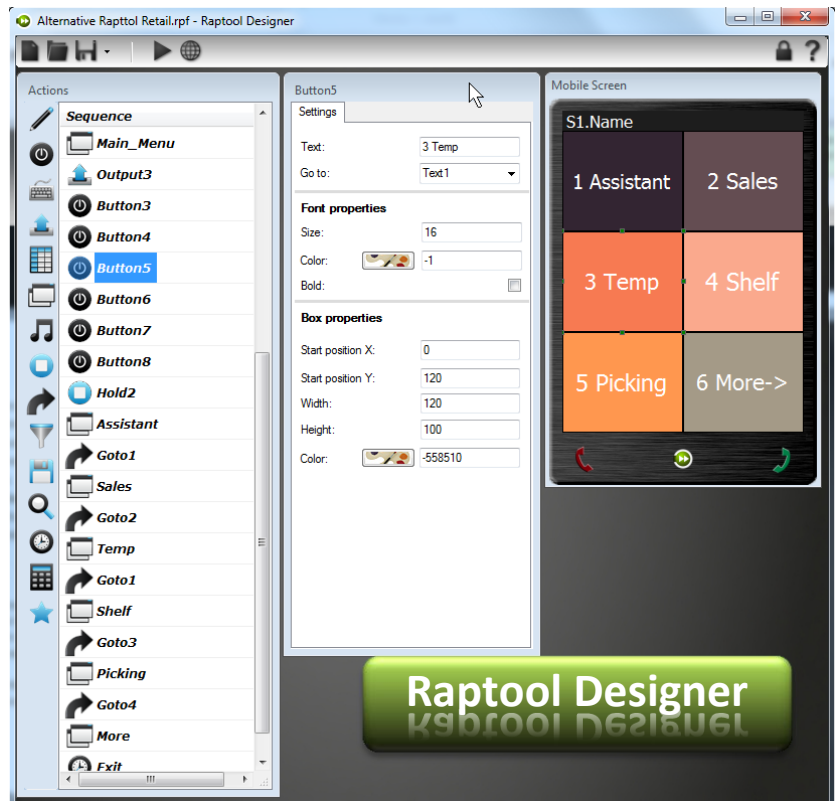 Alternative Rapttol Retail.rpf - Raptool Designer
?
Actions
Sequence
Main_Menu
Output3
Button3
Button4
Button5
Button6
Button7
Button8
Hold2
Assistant
Goto1
Sales
Goto2
Temp
Goto1
Shelf
Goto3
Picking
Goto4
More
Exit
Button5
Settings
Text: 3 Temp
Go to: Text1
Font properties
Size: 16
Color: -1
Bold:
Box properties
Start position X: 0
Start position Y: 120
Width: 120
Height: 100
Color: -558510
Mobile Screen
S1.Name
1 Assistant 2 Sales
3 Temp 4 Shelf
5 Picking 6 More->
Raptool Designer